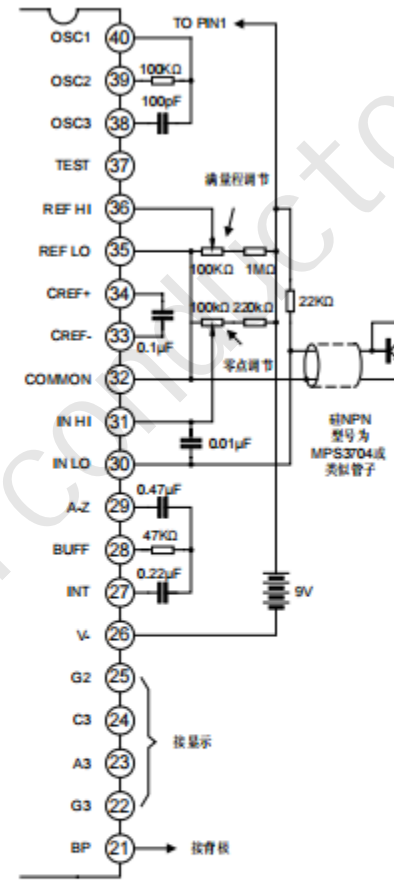 TO PIN1
OSC1 40
OSC2 39 100KΩ
100pF
OSC3 38
TEST 37
满量程调节
REF HI 36
REF LO 35
100KΩ 1MΩ
CREF+ 34
100kΩ 220kΩ 22KΩ
CREF- 33
0.1μF
零点调节
COMMON 32
IN HI 31
硅NPN
型号为
MPS3704或
类似管子
0.01μF
IN LO 30
0.47μF
A-Z 29
47KΩ
BUFF 28
0.22μF
INT 27
9V
V- 26
G2 25
C3 24
接显示
A3 23
G3 22
BP 21 接背板
conducto